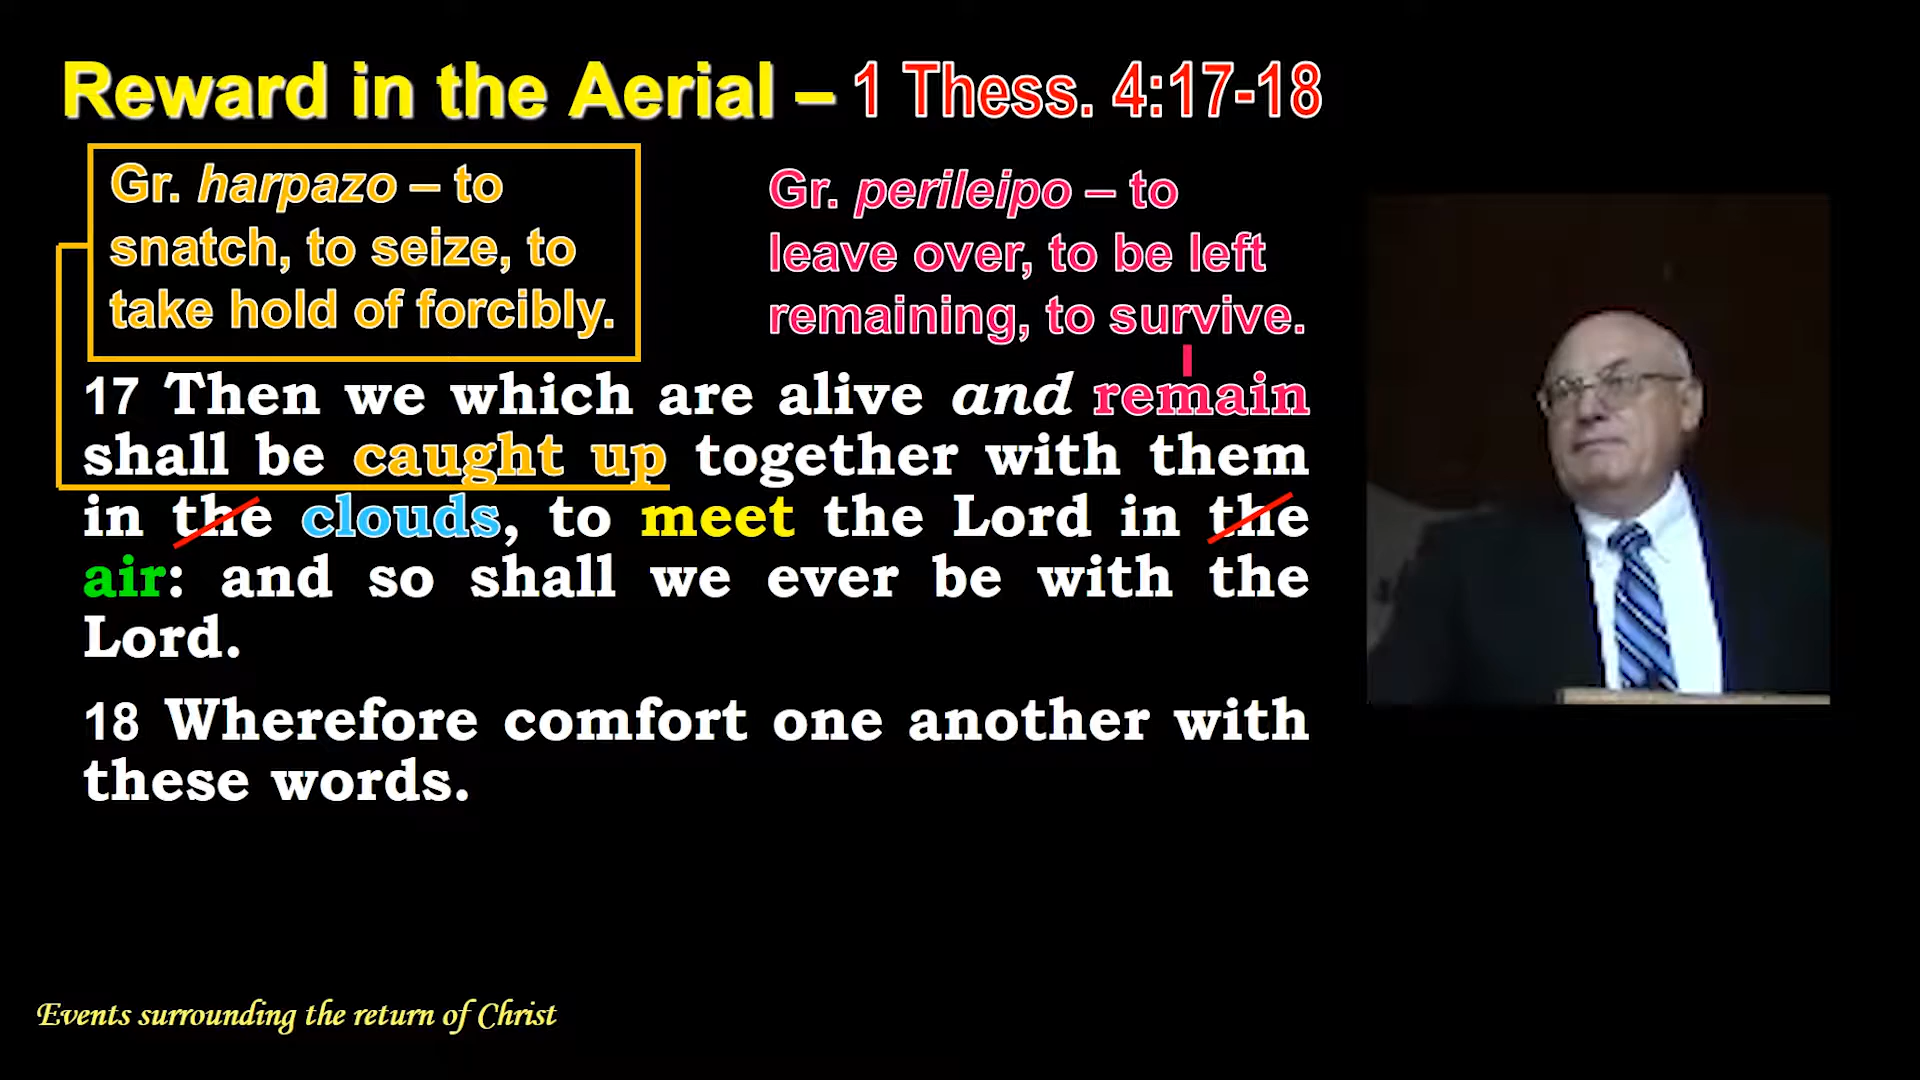 Reward in the Aerial – 1 Thess. 4:17-18
Gr. harpazo – to
snatch, to seize, to
take hold of forcibly.
Gr. perileipo – to
leave over, to be left
remaining, to survive.
17 Then we which are alive and remain
shall be caught up together with them
in the clouds, to meet the Lord in the
air: and so shall we ever be with the
Lord.
18 Wherefore comfort one another with
these words.
Events surrounding the return of Christ